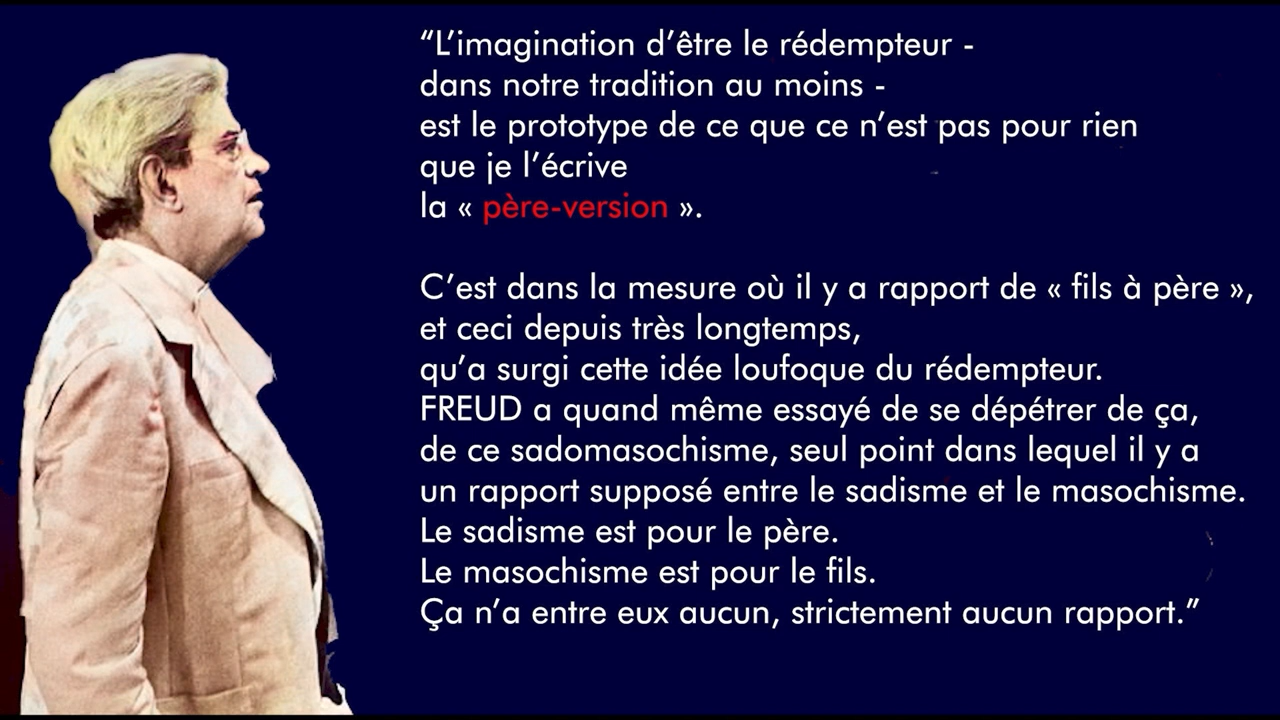 “L’imagination d’être le rédempteur -
dans notre tradition au moins -
est le prototype de ce que ce n’est pas pour rien
que je l’écrive
la « père-version ».
C’est dans la mesure où il y a rapport de « fils à père »,
et ceci depuis très longtemps,
qu’a surgi cette idée loufoque du rédempteur.
FREUD a quand même essayé de se dépétrer de ça,
de ce sadomasochisme, seul point dans lequel il y a
un rapport supposé entre le sadisme et le masochisme.
Le sadisme est pour le père.
Le masochisme est pour le fils.
Ça n’a entre eux aucun, strictement aucun rapport.”